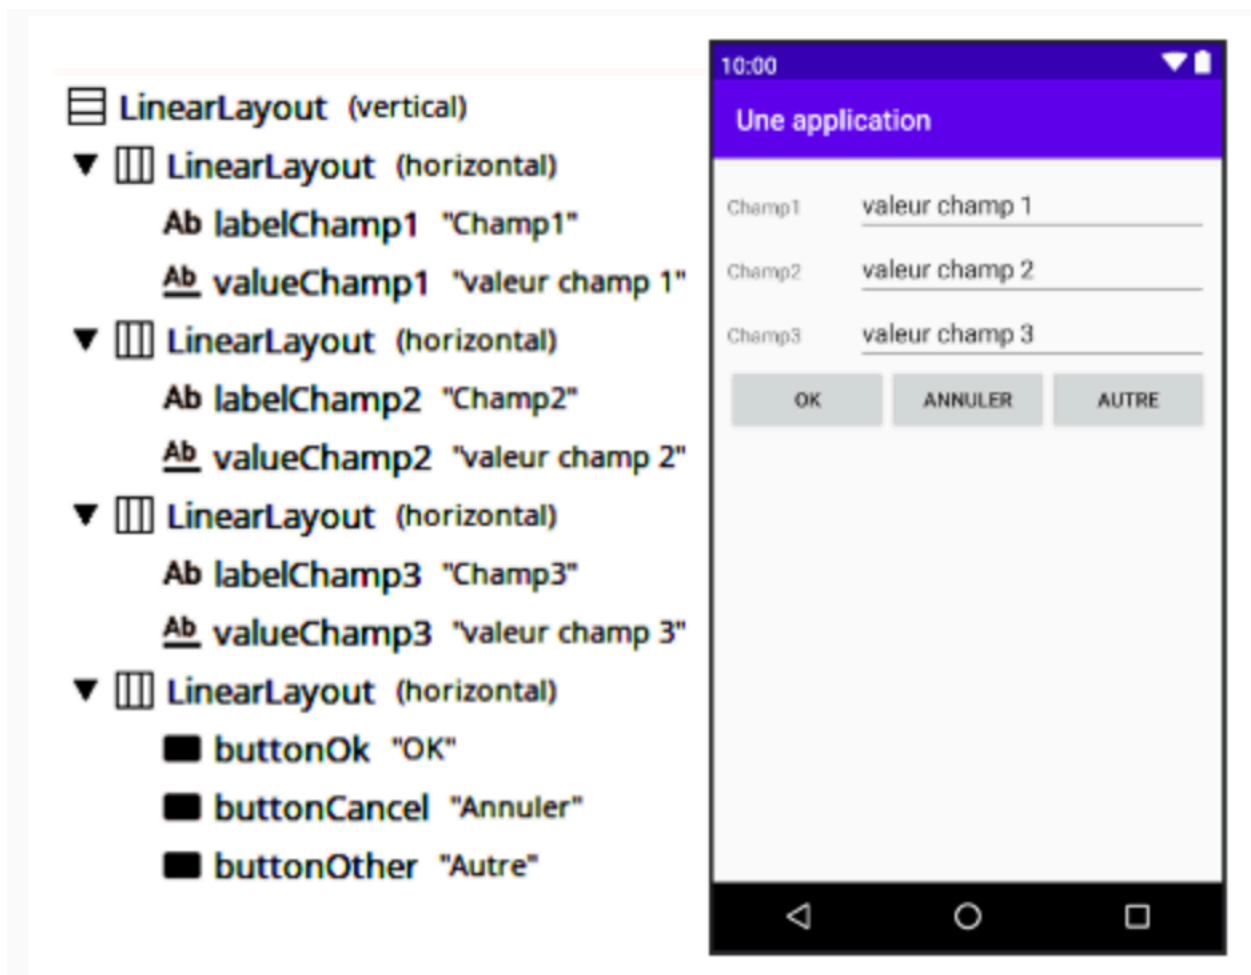 LinearLayout (vertical)
LinearLayout (horizontal)
Ab labelChamp1 "Champ1"
Ab valueChamp1 "valeur champ 1"
LinearLayout (horizontal)
Ab labelChamp2 "Champ2"
Ab valueChamp2 "valeur champ 2"
LinearLayout (horizontal)
Ab labelChamp3 "Champ3"
Ab valueChamp3 "valeur champ 3"
LinearLayout (horizontal)
buttonOk "OK"
buttonCancel "Annuler"
buttonOther "Autre"
10:00
Une application
Champ1 valeur champ 1
Champ2 valeur champ 2
Champ3 valeur champ 3
OK ANNULER AUTRE